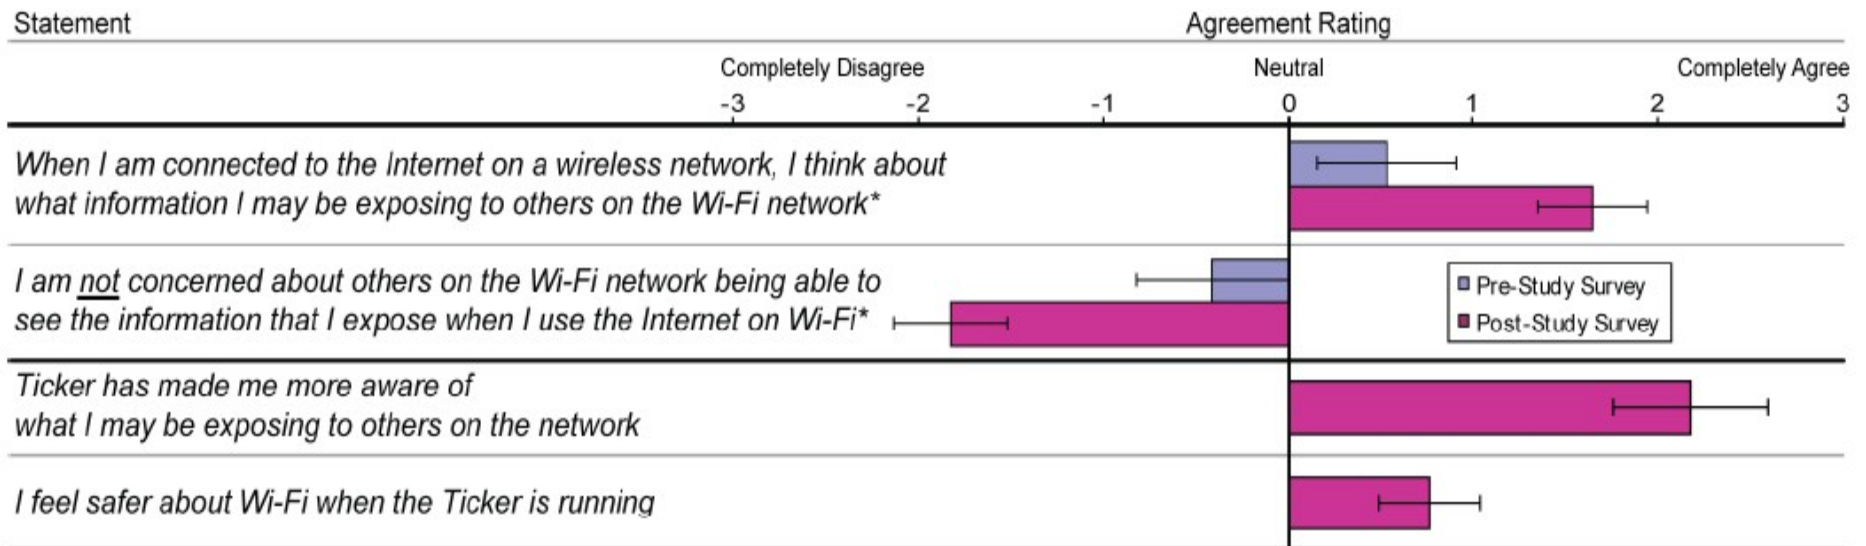 Statement Agreement Rating
Completely Disagree Neutral Completely Agree
-3 -2 -1 0 1 2 3
When I am connected to the Internet on a wireless network, I think about
what information I may be exposing to others on the Wi-Fi network*
I am not concerned about others on the Wi-Fi network being able to
see the information that I expose when I use the Internet on Wi-Fi*
Pre-Study Survey
Post-Study Survey
Ticker has made me more aware of
what I may be exposing to others on the network
I feel safer about Wi-Fi when the Ticker is running